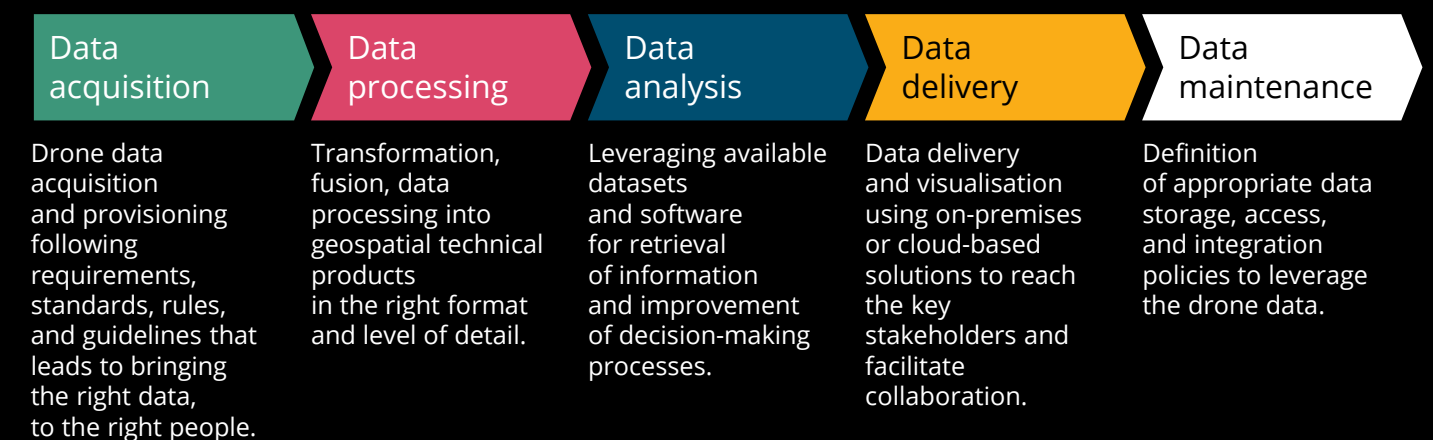 Data
acquisition
Drone data
acquisition
and provisioning
following
requirements,
standards, rules,
and guidelines that
leads to bringing
the right data,
to the right people.
Data
processing
Transformation,
fusion, data
processing into
geospatial technical
products
in the right format
and level of detail.
Data
analysis
Leveraging available
datasets
and software
for retrieval
of information
and improvement
of decision-making
processes.
Data
delivery
Data delivery
and visualisation
using on-premises
or cloud-based
solutions to reach
the key
stakeholders and
facilitate
collaboration.
Data
maintenance
Definition
of appropriate data
storage, access,
and integration
policies to leverage
the drone data.